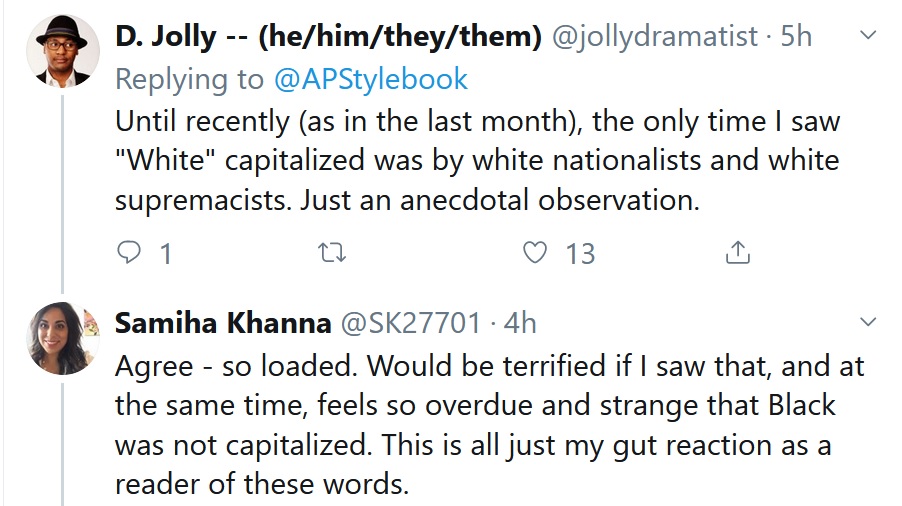 D. Jolly -- (he/him/they/them) @jollydramatist · 5h
Replying to @APStylebook
Until recently (as in the last month), the only time I saw
"White" capitalized was by white nationalists and white
supremacists. Just an anecdotal observation.
1 13
Samiha Khanna @SK27701 · 4h
Agree - so loaded. Would be terrified if I saw that, and at
the same time, feels so overdue and strange that Black
was not capitalized. This is all just my gut reaction as a
reader of these words.